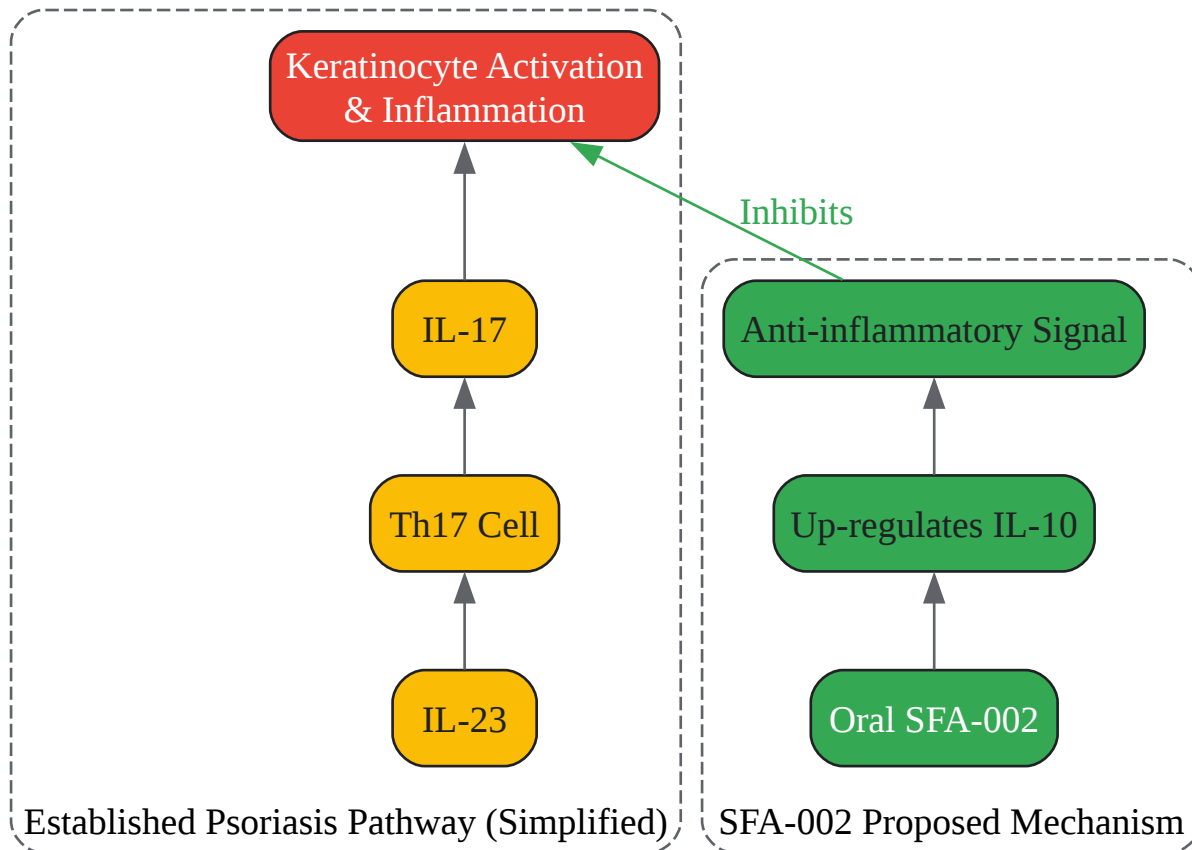 Keratinocyte Activation
& Inflammation
Inhibits
IL-17
Anti-inflammatory Signal
Th17 Cell
Up-regulates IL-10
IL-23
Oral SFA-002
Established Psoriasis Pathway (Simplified)
SFA-002 Proposed Mechanism